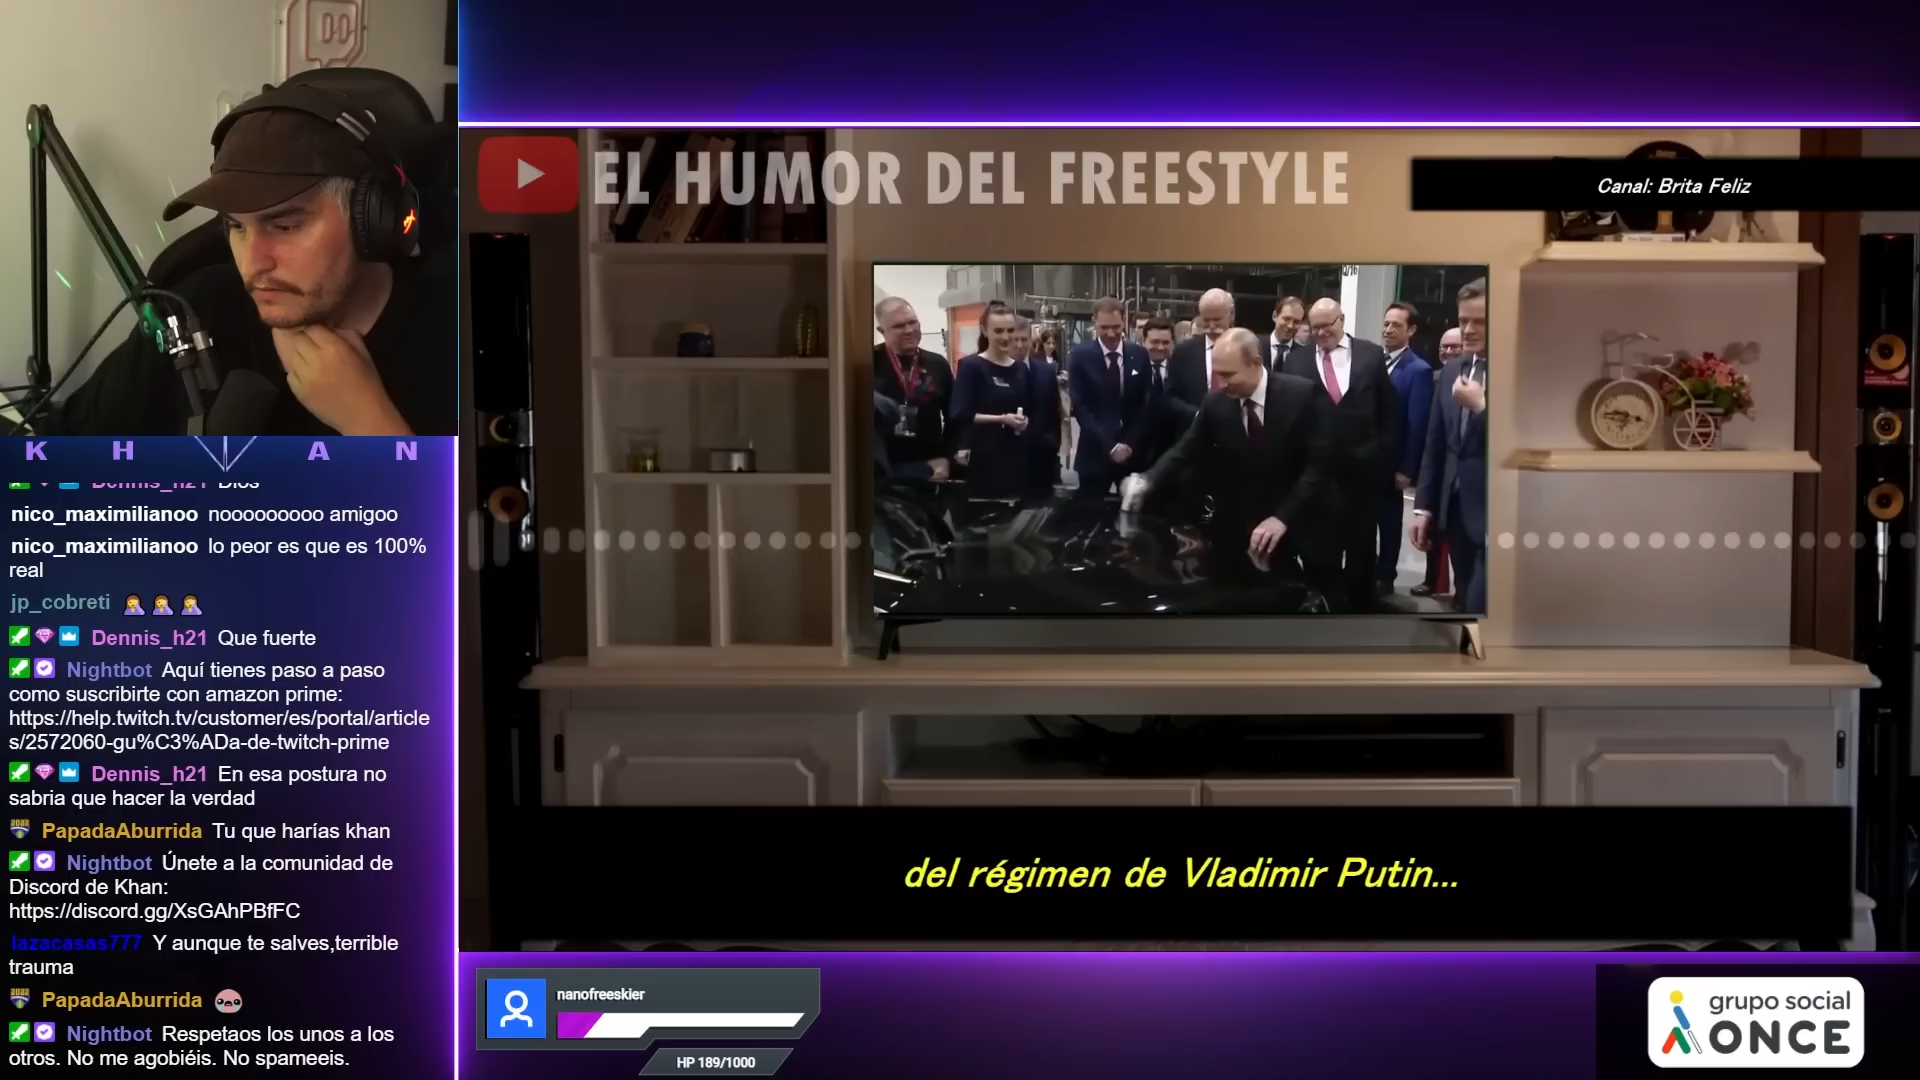 EL HUMOR DEL FREESTYLE
Canal: Brita Feliz
K H A N
Dennis_h21 Dios
nico_maximilianoo nooooooooo amigoo
nico_maximilianoo lo peor es que es 100%
real
jp_cobreti
Dennis_h21 Que fuerte
Nightbot Aquí tienes paso a paso
como suscribirte con amazon prime:
https://help.twitch.tv/customer/es/portal/article
s/2572060-gu%C3%ADa-de-twitch-prime
Dennis_h21 En esa postura no
sabria que hacer la verdad
PapadaAburrida Tu que harías khan
Nightbot Únete a la comunidad de
Discord de Khan:
https://discord.gg/XsGAhPBfFC
lazacasas777 Y aunque te salves,terrible
trauma
PapadaAburrida
Nightbot Respetaos los unos a los
otros. No me agobiéis. No spameeis.
del régimen de Vladimir Putin...
nanofreeskier
HP 189/1000
grupo social
ONCE